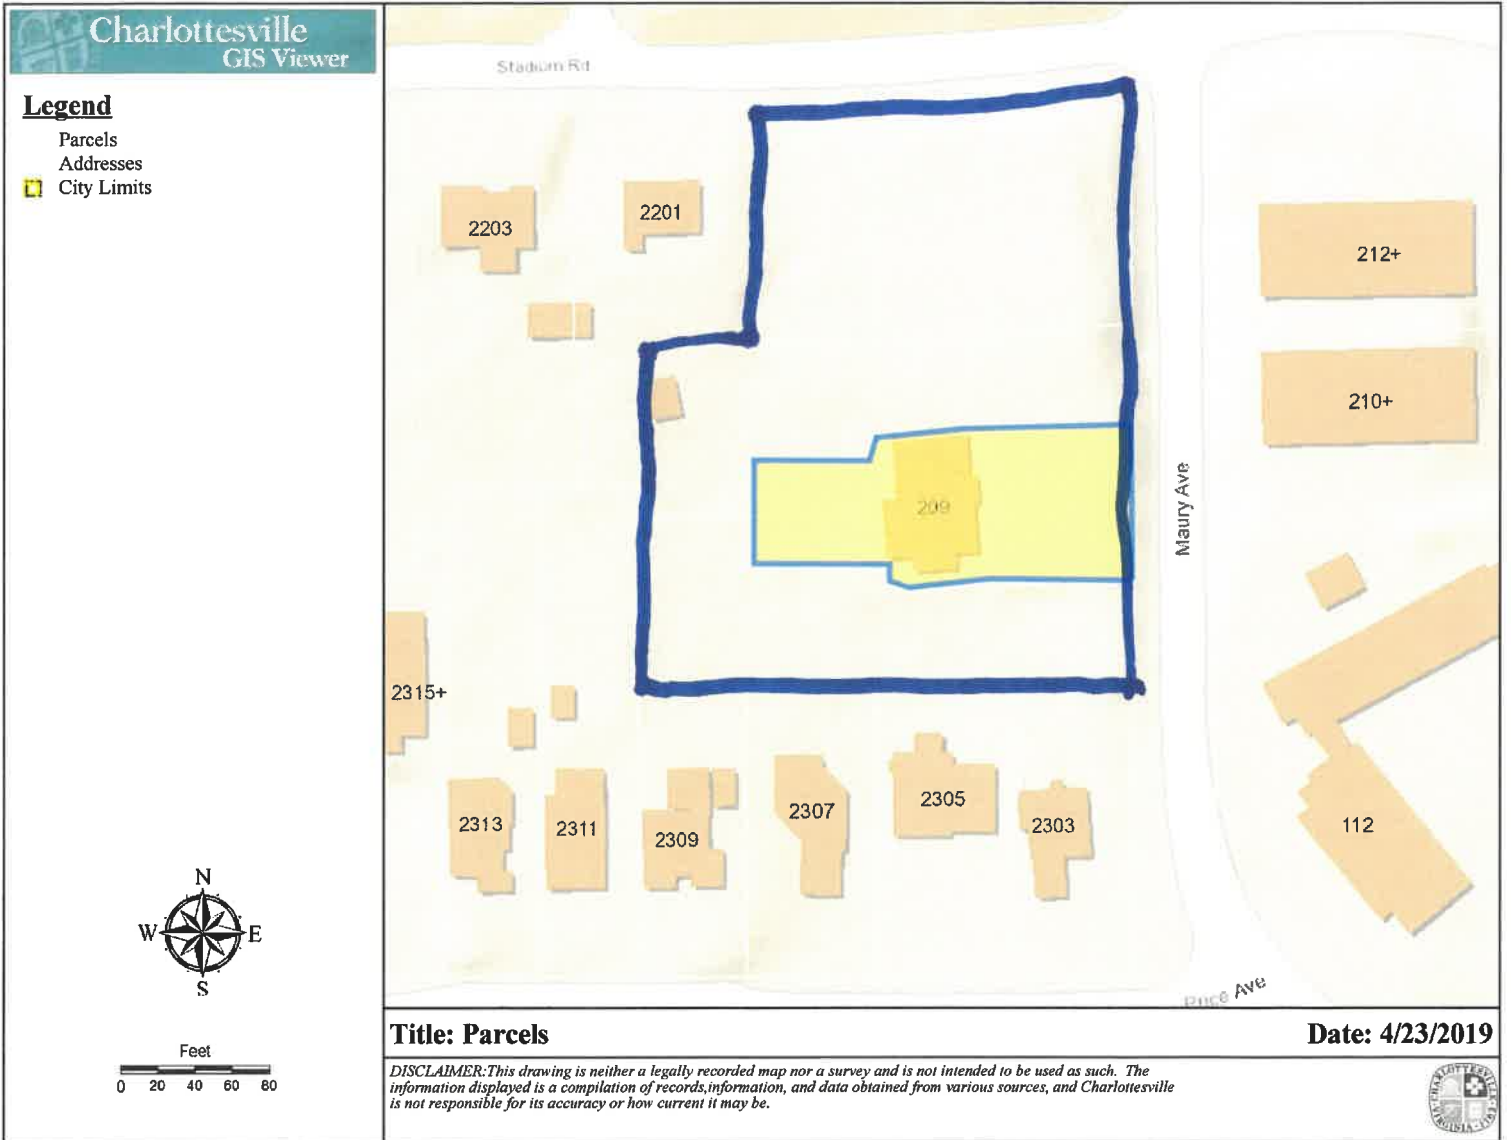 Charlottesville
GIS Viewer
Legend
Parcels
Addresses
City Limits
N
W E
S
Feet
0 20 40 60 80
Stadium Rd
2203
2201
212+
210+
209
Maury Ave
2315+
2313
2311
2309
2307
2305
2303
112
Price Ave
Title: Parcels
Date: 4/23/2019
DISCLAIMER:This drawing is neither a legally recorded map nor a survey and is not intended to be used as such. The
information displayed is a compilation of records,information, and data obtained from various sources, and Charlottesville
is not responsible for its accuracy or how current it may be.
CHARLOTTESVILLE
VIRGINIA